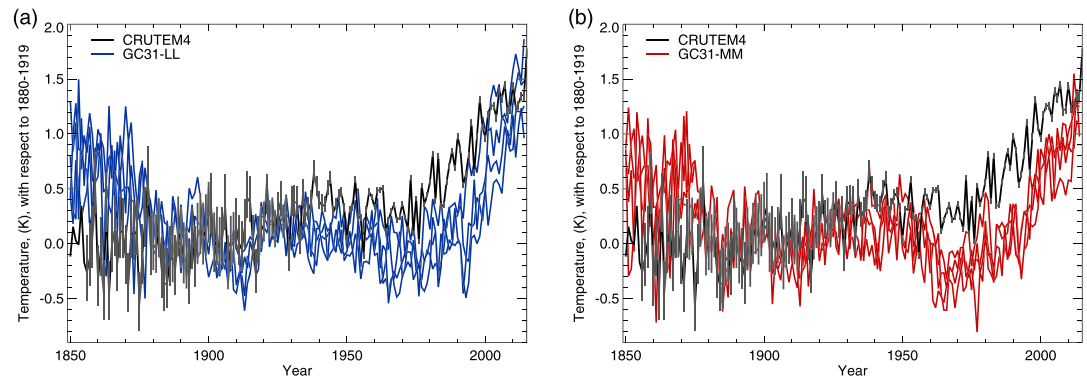 (a)
Temperature, (K), with respect to 1880-1919
2.0
1.5
1.0
0.5
0.0
-0.5
CRUTEM4
GC31-LL
1850
1900
1950
2000
Year
(b)
Temperature, (K), with respect to 1880-1919
2.0
1.5
1.0
0.5
0.0
-0.5
CRUTEM4
GC31-MM
1850
1900
1950
2000
Year